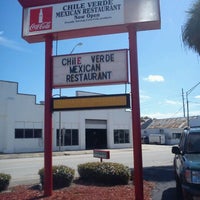 CHILE VERDE
MEXICAN RESTAURANT
Now Open
Coca-Cola
CHILE VERDE
MEXICAN
RESTAURANT